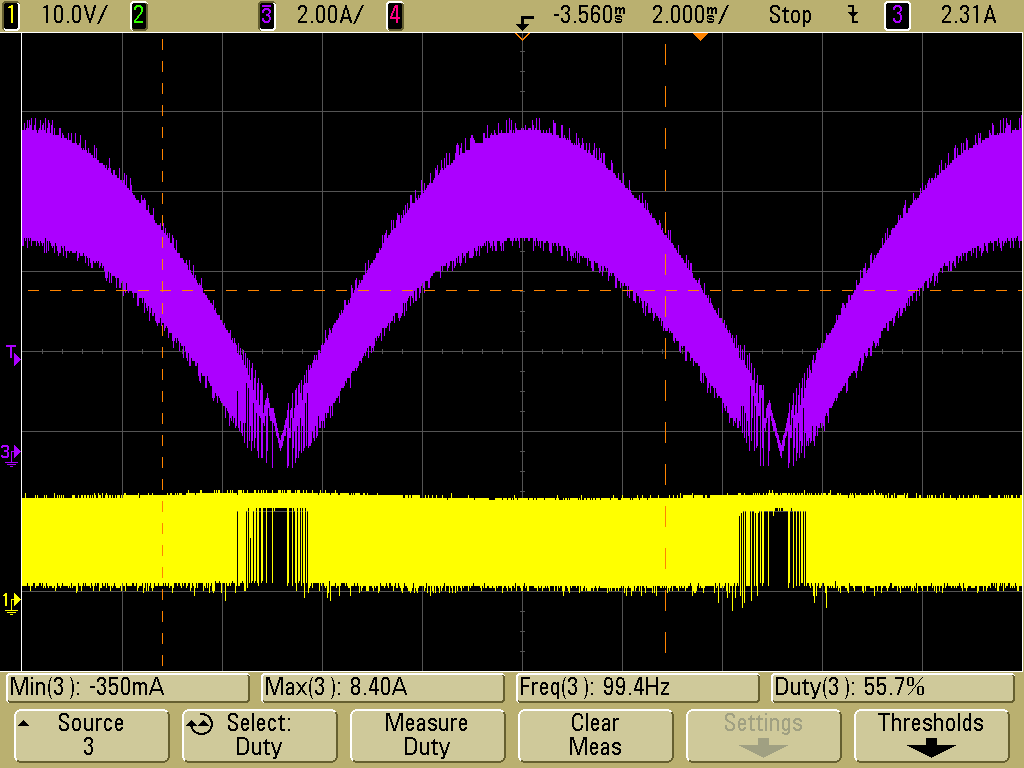 1 10.0V/ 2 3 2.00A/ 4 -3.560ms 2.000ms/ Stop 3 2.31A
T
3
1
Min(3): -350mA Max(3): 8.40A Freq(3): 99.4Hz Duty(3): 55.7%
Source Select: Measure Clear Settings Thresholds
3 Duty Duty Meas